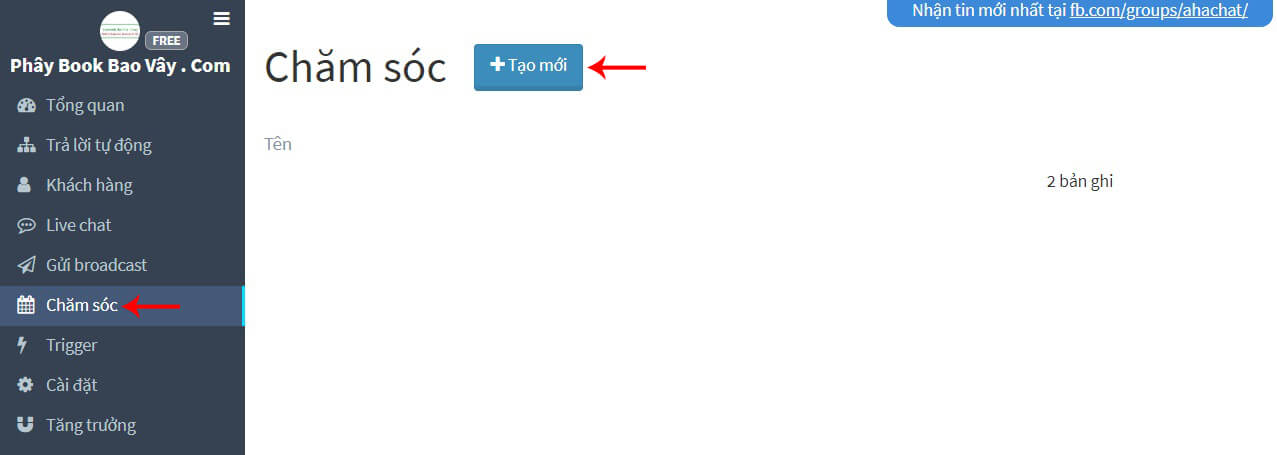 FREE
Phây Book Bao Vây . Com
Tổng quan
Trả lời tự động
Khách hàng
Live chat
Gửi broadcast
Chăm sóc
Trigger
Cài đặt
Tăng trưởng
Nhận tin mới nhất tại fb.com/groups/ahachat/
Chăm sóc
Tạo mới
Tên
2 bản ghi